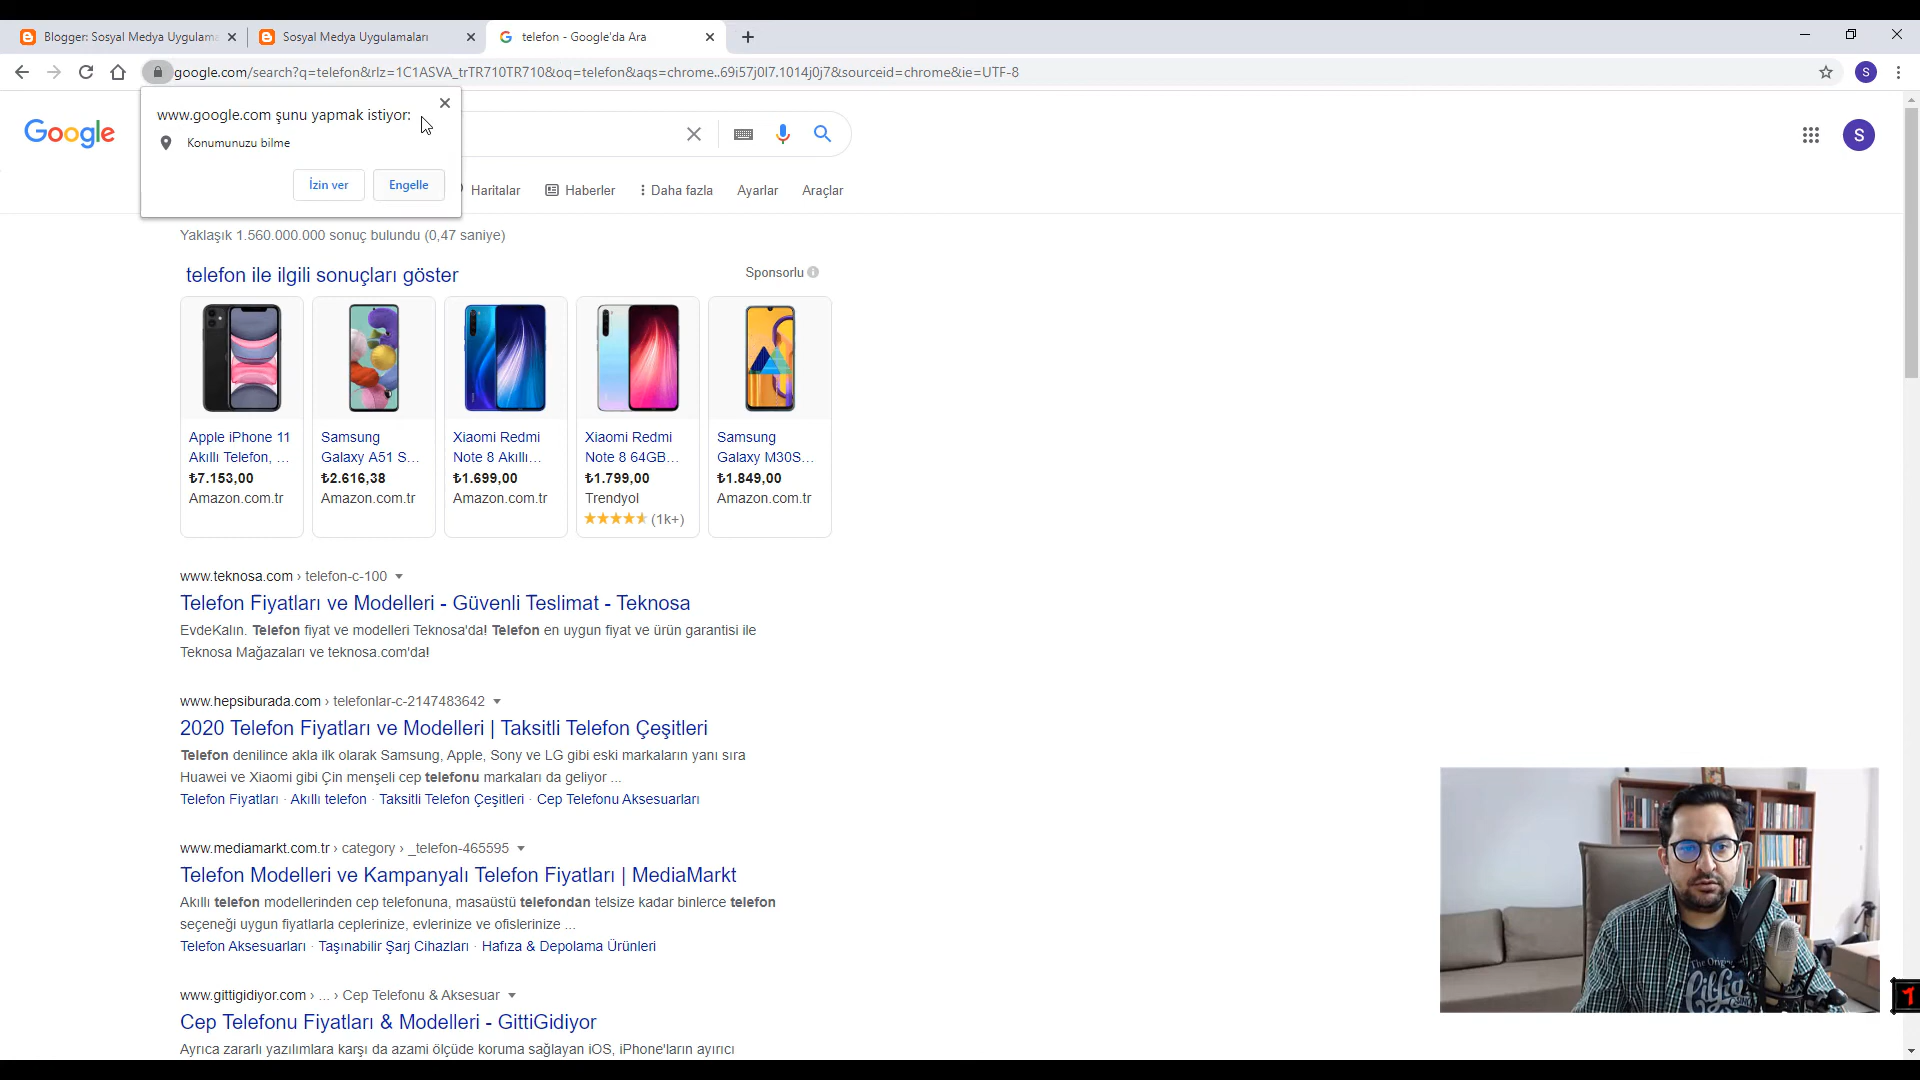 Blogger: Sosyal Medya Uygulama
Sosyal Medya Uygulamaları
telefon - Google'da Ara
google.com/search?q=telefon&rlz=1C1ASVA_trTR710TR710&oq=telefon&aqs=chrome..69i57j0l7.1014j0j7&sourceid=chrome&ie=UTF-8
S
www.google.com şunu yapmak istiyor:
Konumunuzu bilme
İzin ver
Engelle
Google
S
Haritalar
Haberler
Daha fazla
Ayarlar
Araçlar
Yaklaşık 1.560.000.000 sonuç bulundu (0,47 saniye)
telefon ile ilgili sonuçları göster
Sponsorlu
Apple iPhone 11
Akıllı Telefon, ...
₺7.153,00
Amazon.com.tr
Samsung
Galaxy A51 S...
₺2.616,38
Amazon.com.tr
Xiaomi Redmi
Note 8 Akıllı...
₺1.699,00
Amazon.com.tr
Xiaomi Redmi
Note 8 64GB...
₺1.799,00
Trendyol
(1k+)
Samsung
Galaxy M30S...
₺1.849,00
Amazon.com.tr
www.teknosa.com › telefon-c-100
Telefon Fiyatları ve Modelleri - Güvenli Teslimat - Teknosa
EvdeKalın. Telefon fiyat ve modelleri Teknosa'da! Telefon en uygun fiyat ve ürün garantisi ile
Teknosa Mağazaları ve teknosa.com'da!
www.hepsiburada.com › telefonlar-c-2147483642
2020 Telefon Fiyatları ve Modelleri | Taksitli Telefon Çeşitleri
Telefon denilince akla ilk olarak Samsung, Apple, Sony ve LG gibi eski markaların yanı sıra
Huawei ve Xiaomi gibi Çin menşeli cep telefonu markaları da geliyor ...
Telefon Fiyatları · Akıllı telefon · Taksitli Telefon Çeşitleri · Cep Telefonu Aksesuarları
www.mediamarkt.com.tr › category › _telefon-465595
Telefon Modelleri ve Kampanyalı Telefon Fiyatları | MediaMarkt
Akıllı telefon modellerinden cep telefonuna, masaüstü telefondan telsize kadar binlerce telefon
seçeneği uygun fiyatlarla ceplerinize, evlerinize ve ofislerinize ...
Telefon Aksesuarları · Taşınabilir Şarj Cihazları · Hafıza & Depolama Ürünleri
www.gittigidiyor.com › ... › Cep Telefonu & Aksesuar
Cep Telefonu Fiyatları & Modelleri - GittiGidiyor
Ayrıca zararlı yazılımlara karşı da azami ölçüde koruma sağlayan iOS, iPhone'ların ayırıcı
The Original